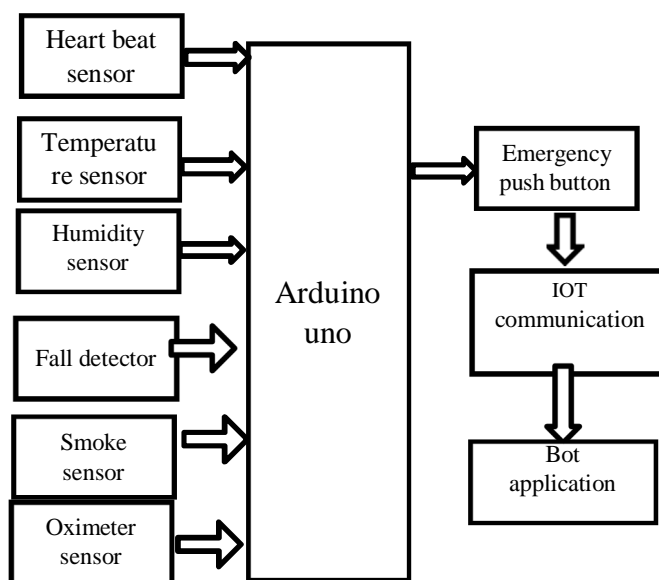 Heart beat
sensor
Temperatu
re sensor
Humidity
sensor
Fall detector
Smoke
sensor
Oximeter
sensor
Arduino
uno
Emergency
push button
IOT
communication
Bot
application